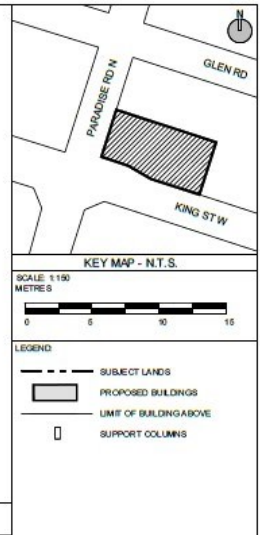 N
GLEN RD
PARADISE RD N
KING ST W
KEY MAP - N.T.S.
SCALE 1:150
METRES
0 5 10 15
LEGEND:
SUBJECT LANDS
PROPOSED BUILDINGS
LIMIT OF BUILDING ABOVE
SUPPORT COLUMNS